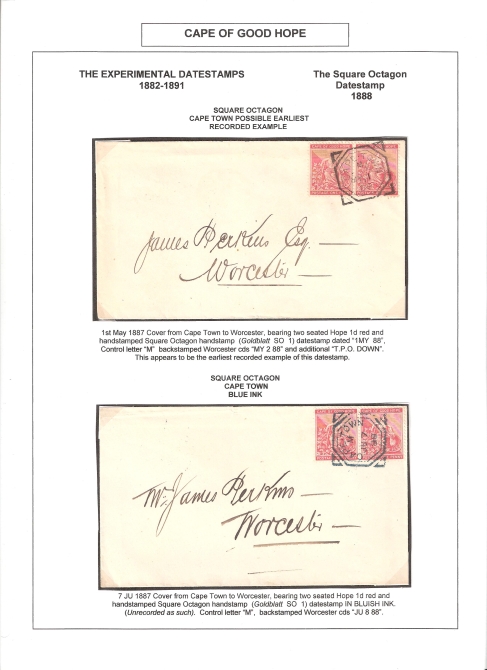 CAPE OF GOOD HOPE
THE EXPERIMENTAL DATESTAMPS
1882-1891
The Square Octagon
Datestamp
1888
SQUARE OCTAGON
CAPE TOWN POSSIBLE EARLIEST
RECORDED EXAMPLE
James Perkins Esq.
Worcester
1st May 1887 Cover from Cape Town to Worcester, bearing two seated Hope 1d red and
handstamped Square Octagon handstamp (Goldblatt SO 1) datestamp dated "1MY 88",
Control letter "M" backstamped Worcester cds "MY 2 88" and additional "T.P.O. DOWN".
This appears to be the earliest recorded example of this datestamp.
SQUARE OCTAGON
CAPE TOWN
BLUE INK
Mr. James Perkins
Worcester
7 JU 1887 Cover from Cape Town to Worcester, bearing two seated Hope 1d red and
handstamped Square Octagon handstamp (Goldblatt SO 1) datestamp IN BLUISH INK.
(Unrecorded as such). Control letter "M", backstamped Worcester cds "JU 8 88".